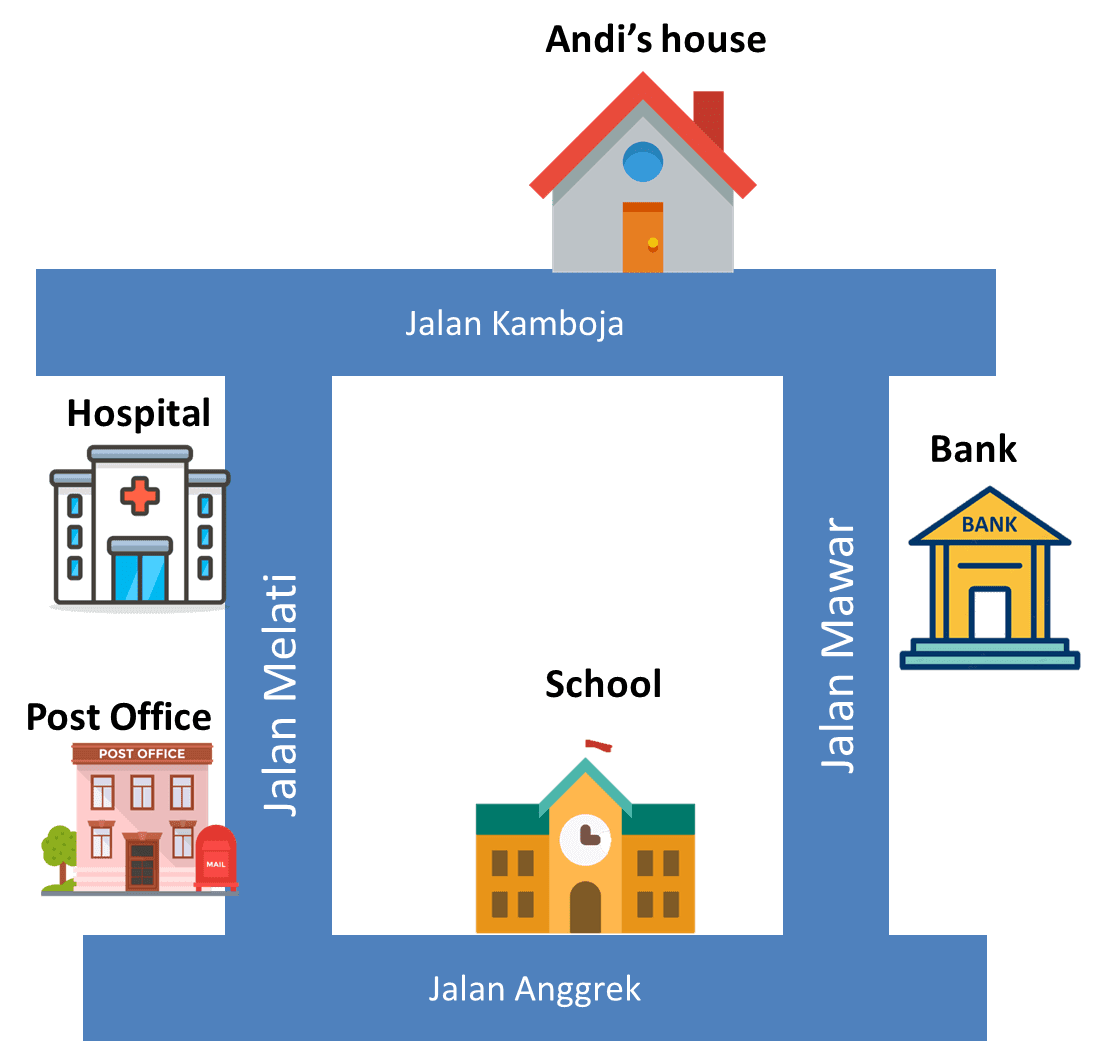 Andi’s house
Jalan Kamboja
Hospital
Bank
BANK
Jalan Melati
Jalan Mawar
School
Post Office
POST OFFICE
MAIL
Jalan Anggrek